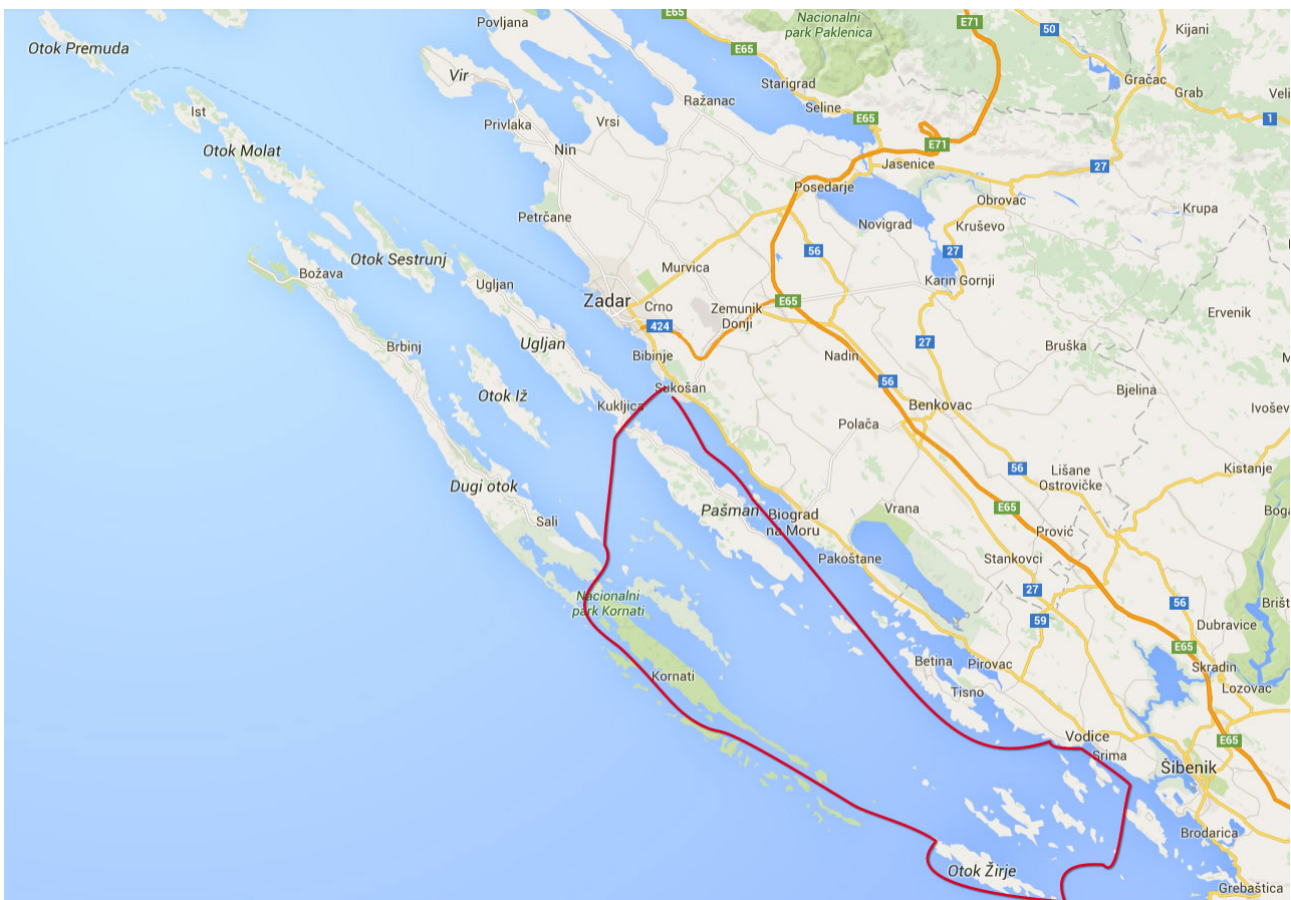 E65
Nacionalni
park Paklenica
E71
50
Kijani
Povljana
Otok Premuda
E65
Vir
Starigrad
Gračac
Grab
Ražanac
Seline
Ist
Privlaka
Vrsi
E65
1
Otok Molat
Nin
E71
Jasenice
27
Posedarje
Obrovac
Krupa
Petrčane
Novigrad
Kruševo
56
27
Otok Sestrunj
Božava
Murvica
Karin Gornji
Ugljan
Zadar
Crno
Zemunik
Donji
E65
Ervenik
424
Ugljan
Brbinj
Bibinje
Nadin
27
Bruška
56
Bjelina
Sukošan
Otok Iž
Kukljica
Benkovac
Polača
56
Lišane
Ostrovičke
Kistanje
Dugi otok
Vrana
E65
Pašman
Biograd
na Moru
Sali
Prović
Pakoštane
Stankovci
Nacionalni
park Kornati
27
56
59
Dubravice
E65
Betina
Pirovac
Skradin
Kornati
Tisno
Lozovac
Vodice
E65
Srima
Šibenik
Brodarica
Otok Žirje
Grebaštica